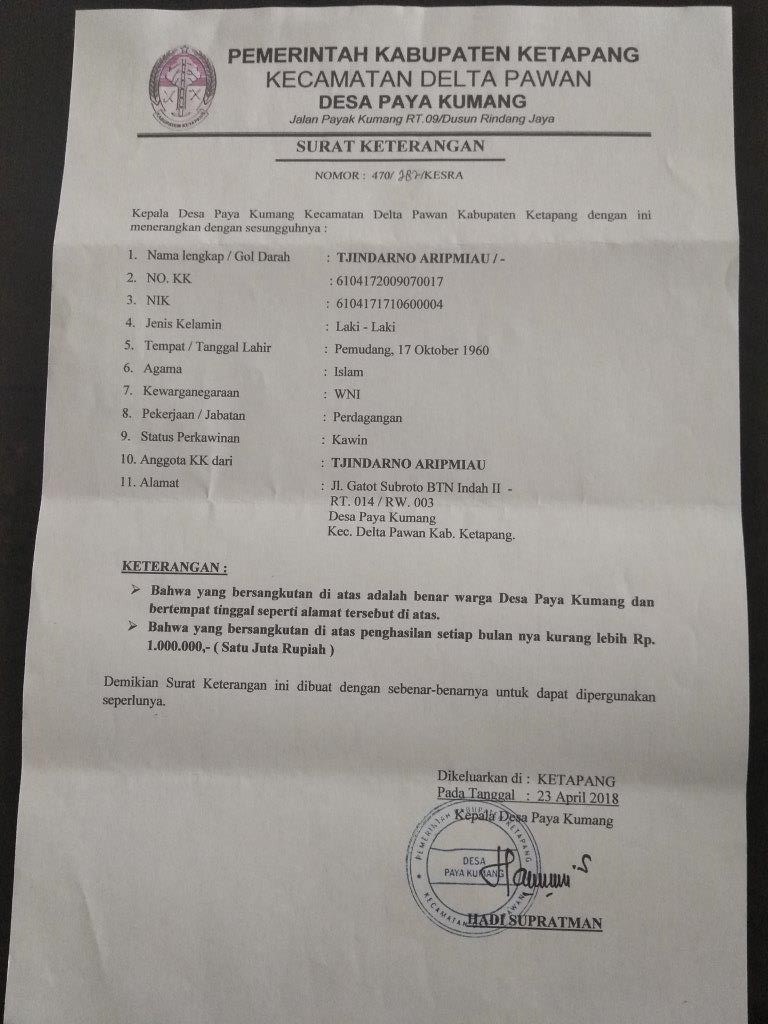 PEMERINTAH KABUPATEN KETAPANG
KECAMATAN DELTA PAWAN
DESA PAYA KUMANG
Jalan Payak Kumang RT.09/Dusun Rindang Jaya
KABUPATEN KETAPANG
SURAT KETERANGAN
NOMOR : 470/ 282/KESRA
Kepala Desa Paya Kumang Kecamatan Delta Pawan Kabupaten Ketapang dengan ini
menerangkan dengan sesungguhnya :
1. Nama lengkap / Gol Darah : TJINDARNO ARIPMIAU / -
2. NO. KK : 6104172009070017
3. NIK : 6104171710600004
4. Jenis Kelamin : Laki - Laki
5. Tempat / Tanggal Lahir : Pemudang, 17 Oktober 1960
6. Agama : Islam
7. Kewarganegaraan : WNI
8. Pekerjaan / Jabatan : Perdagangan
9. Status Perkawinan : Kawin
10. Anggota KK dari : TJINDARNO ARIPMIAU
11. Alamat : Jl. Gatot Subroto BTN Indah II -
RT. 014 / RW. 003
Desa Paya Kumang
Kec. Delta Pawan Kab. Ketapang.
KETERANGAN :
➢ Bahwa yang bersangkutan di atas adalah benar warga Desa Paya Kumang dan
bertempat tinggal seperti alamat tersebut di atas.
➢ Bahwa yang bersangkutan di atas penghasilan setiap bulan nya kurang lebih Rp.
1.000.000,- ( Satu Juta Rupiah )
Demikian Surat Keterangan ini dibuat dengan sebenar-benarnya untuk dapat dipergunakan
seperlunya.
Dikeluarkan di : KETAPANG
Pada Tanggal : 23 April 2018
Kepala Desa Paya Kumang
PEMERINTAH KABUPATEN KETAPANG
DESA
PAYA KUMANG
KECAMATAN DELTA PAWAN
HADI SUPRATMAN